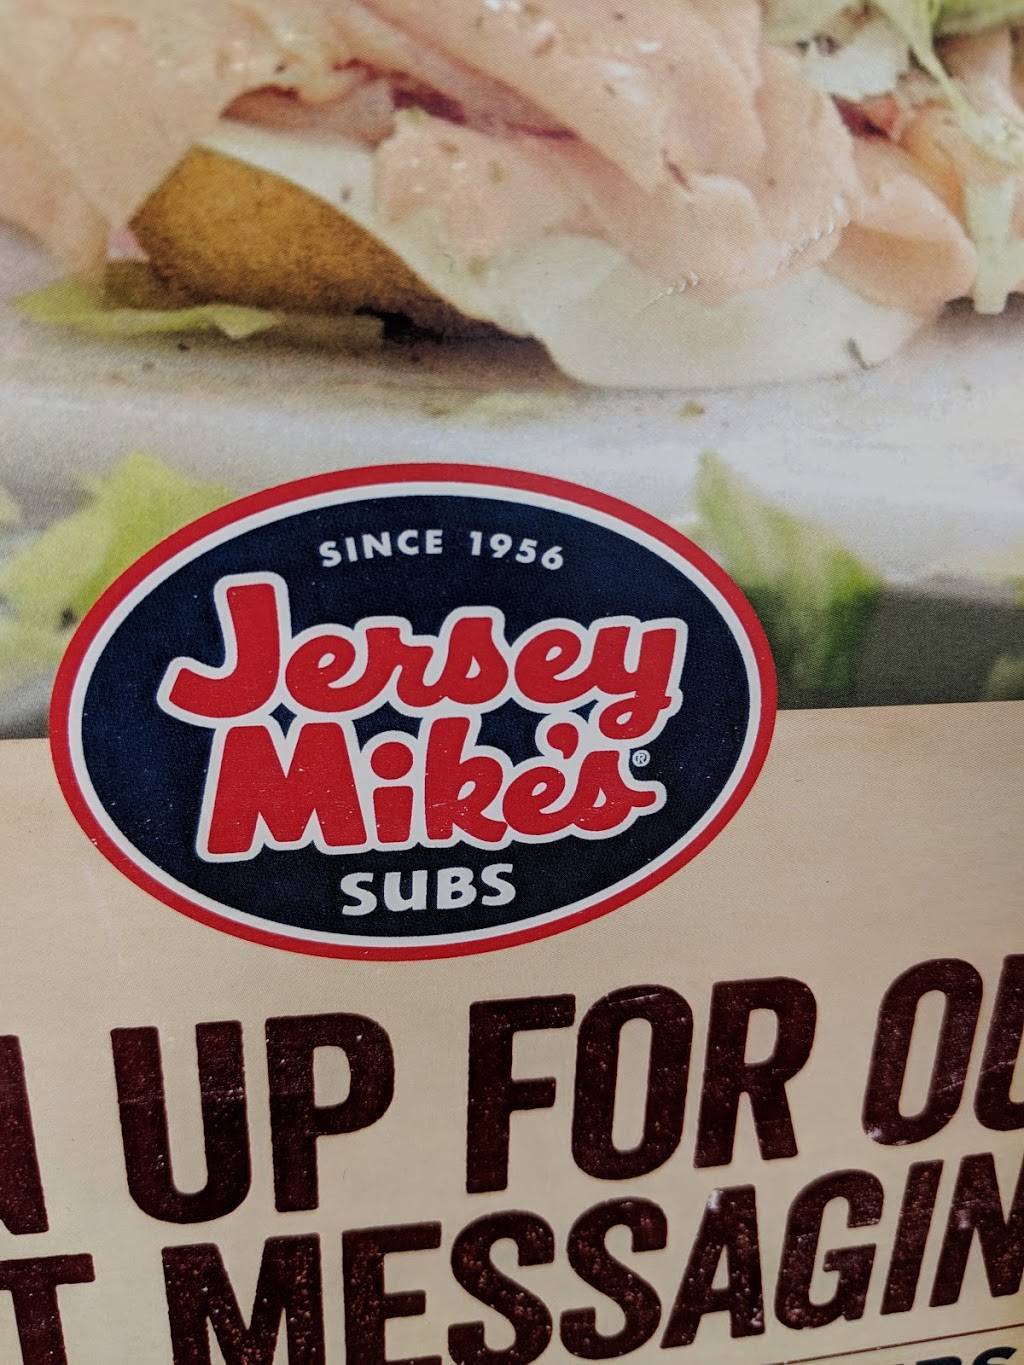 SINCE 1956
Jersey
Mike's®
SUBS
UP FOR
MESSAGIN